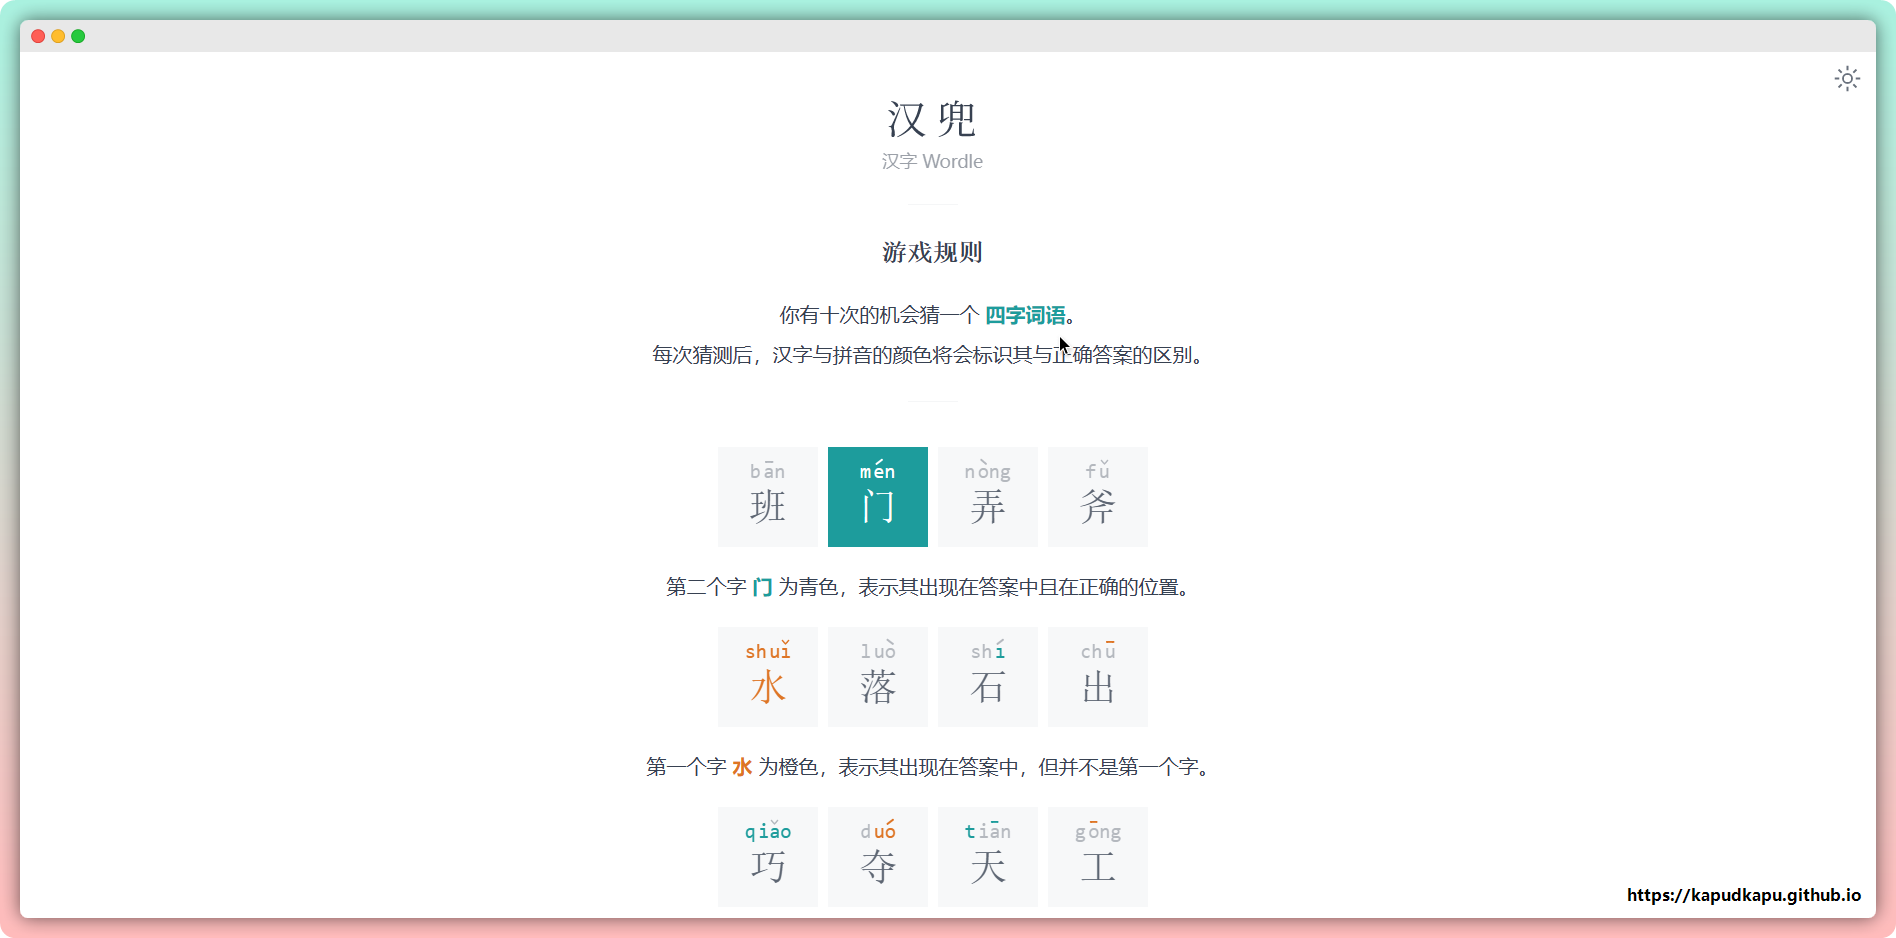 汉兜
汉字 Wordle
游戏规则
你有十次的机会猜一个 四字词语。
每次猜测后，汉字与拼音的颜色将会标识其与正确答案的区别。
bān mén nòng fǔ
班 门 弄 斧
第二个字 门 为青色，表示其出现在答案中且在正确的位置。
shuǐ luò shí chū
水 落 石 出
第一个字 水 为橙色，表示其出现在答案中，但并不是第一个字。
qiǎo duó tiān gōng
巧 夺 天 工
https://kapudkapu.github.io